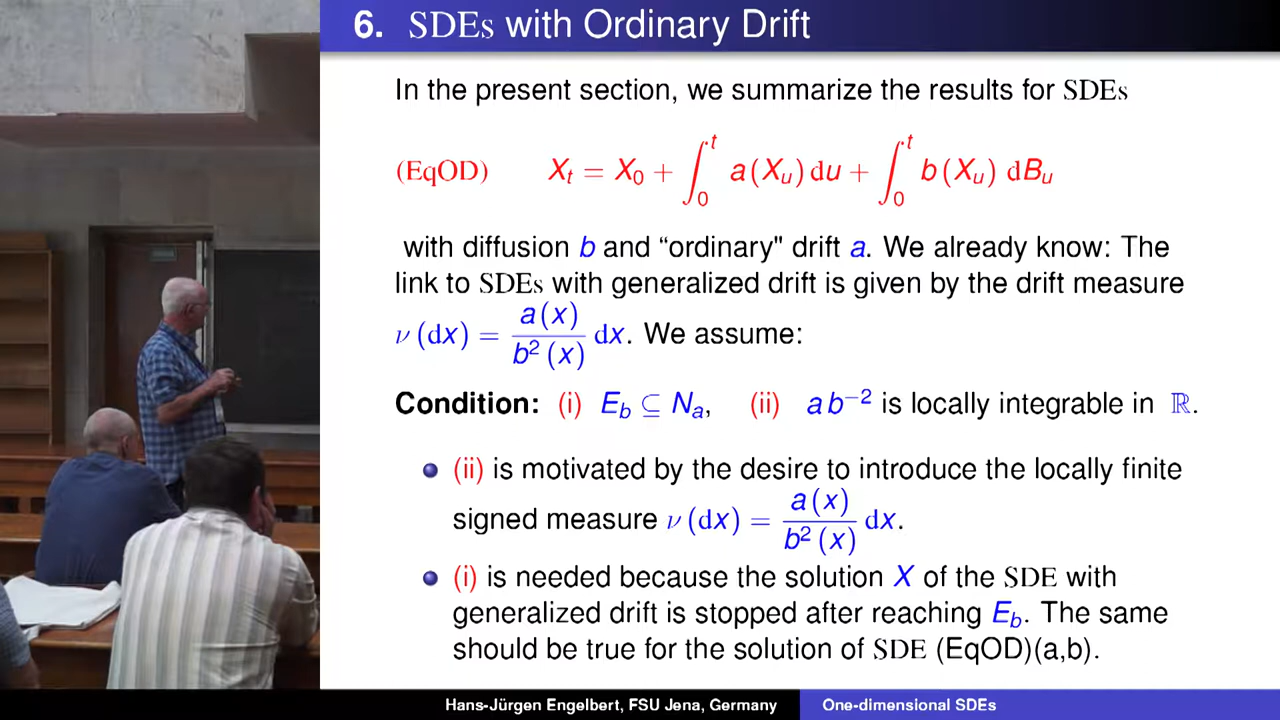 6. SDEs with Ordinary Drift
In the present section, we summarize the results for SDEs
(EqOD) X_t = X_0 + ∫_0^t a(X_u) du + ∫_0^t b(X_u) dB_u
with diffusion b and “ordinary" drift a. We already know: The
link to SDEs with generalized drift is given by the drift measure
ν(dx) = a(x)/b²(x) dx. We assume:
Condition: (i) E_b ⊆ N_a, (ii) a b⁻² is locally integrable in ℝ.
(ii) is motivated by the desire to introduce the locally finite
signed measure ν(dx) = a(x)/b²(x) dx.
(i) is needed because the solution X of the SDE with
generalized drift is stopped after reaching E_b. The same
should be true for the solution of SDE (EqOD)(a,b).
Hans-Jürgen Engelbert, FSU Jena, Germany One-dimensional SDEs